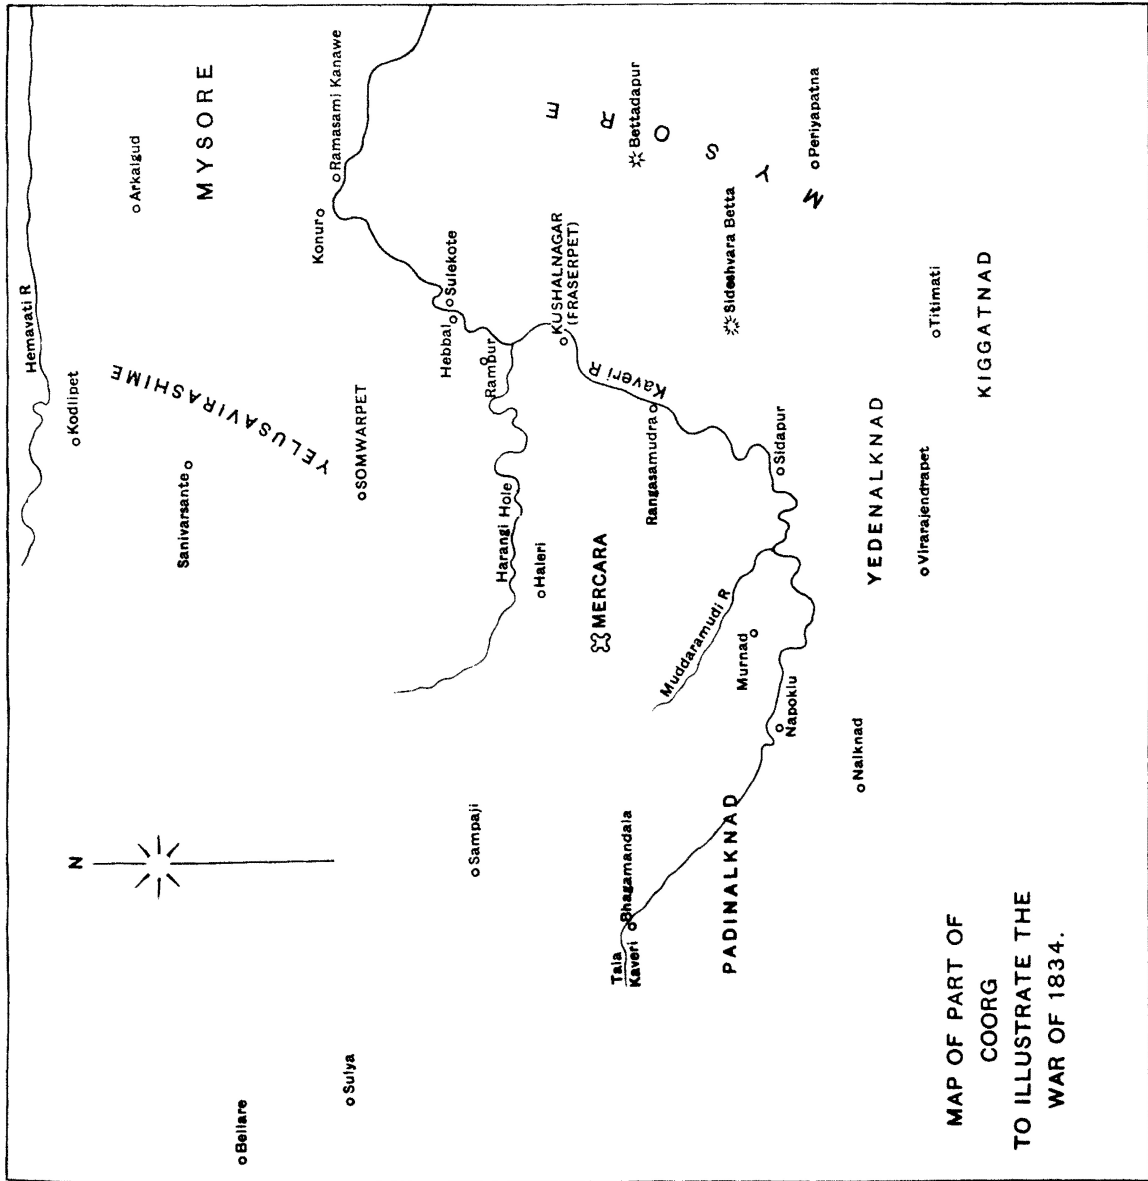 Hemavati R
Kodlipet
Arkalgud
MYSORE
YELUSAVIRASHIME
Sanivarsante
N
Bellare
Sulya
SOMWARPET
Konur
Ramasami Kanawe
Hebbal
Sulekote
Rampur
Harangi Hole
Sampaji
Haleri
KUSHALNAGAR
(FRASERPET)
MERCARA
Kaveri R
Bettadapur
MYSORE
Rangasamudra
Tala
Kaveri
Bhagamandala
Muddaramudi R
Sideshvara Betta
PADINALKNAD
Murnad
Napoklu
Sidapur
Periyapatna
Nalknad
YEDENALKNAD
Virarajendrapet
Titimati
KIGGATNAD
MAP OF PART OF
COORG
TO ILLUSTRATE THE
WAR OF 1834.